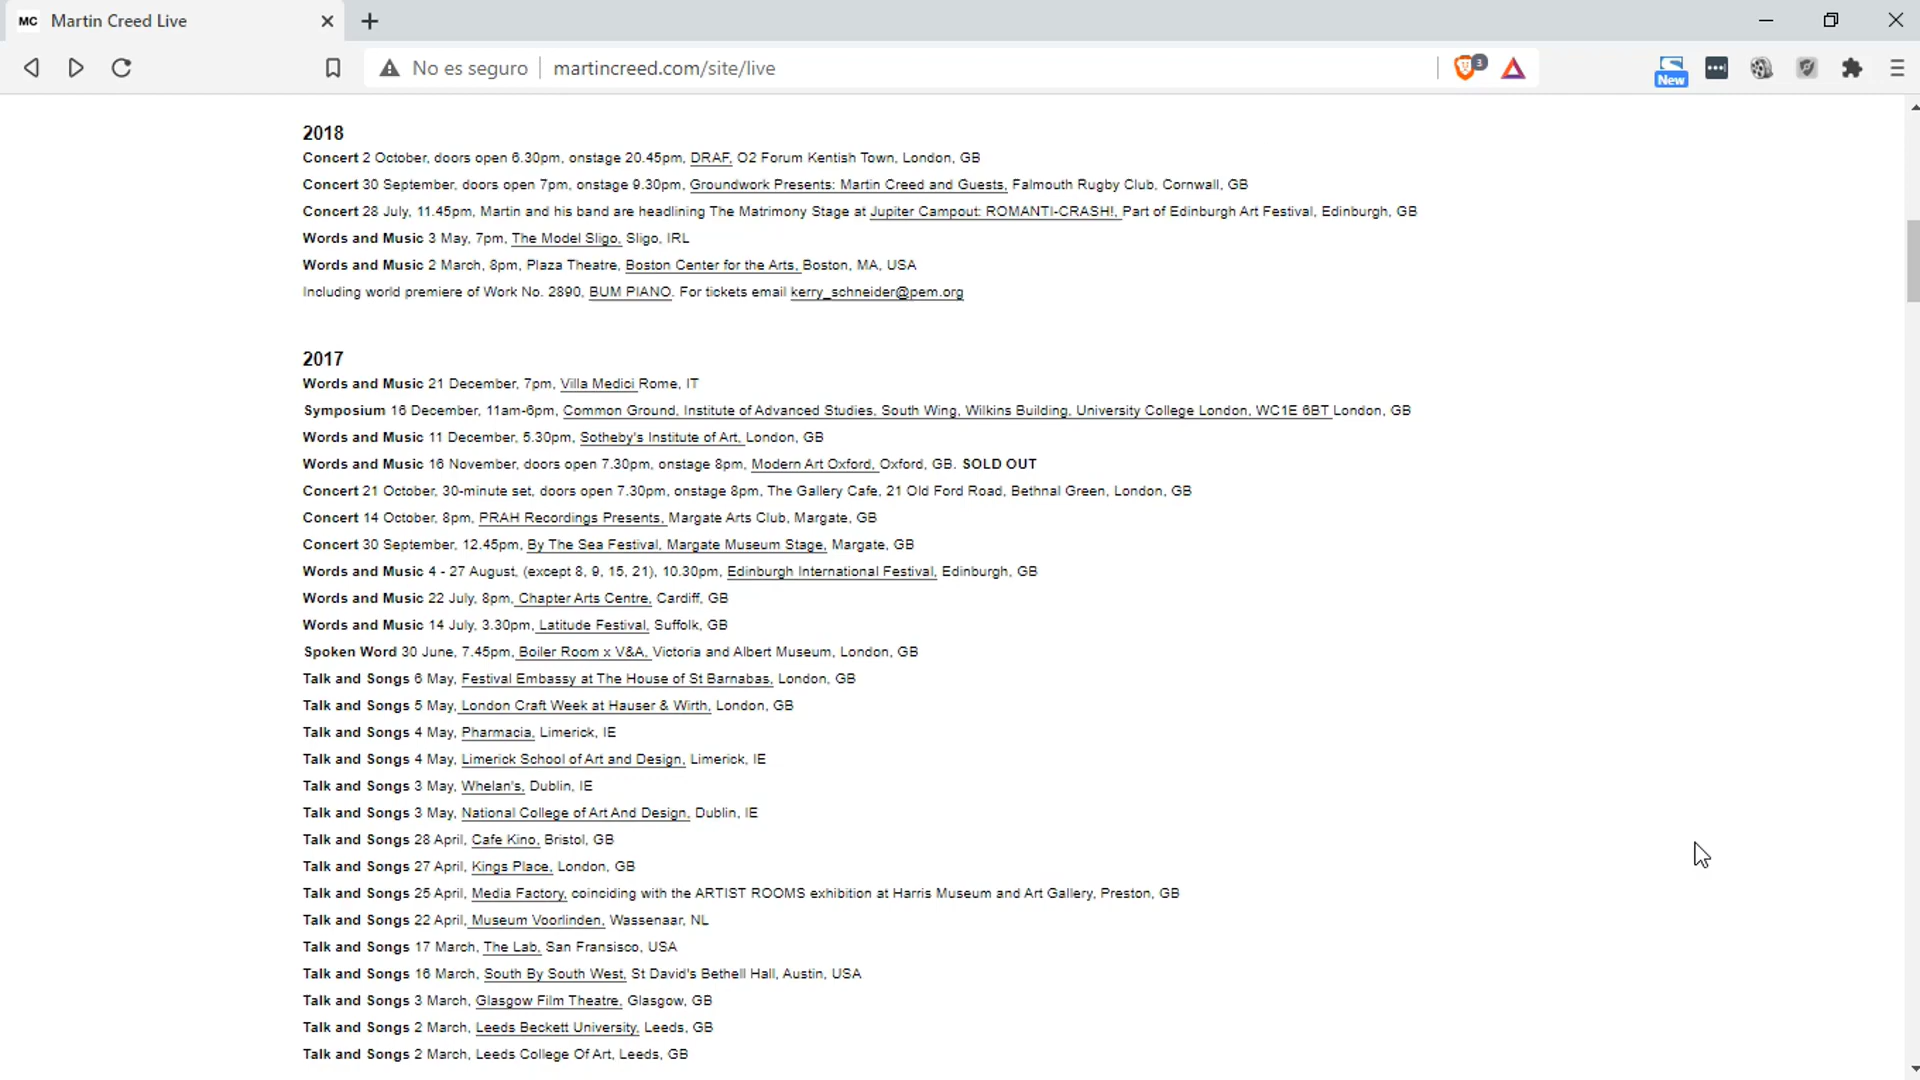 MC Martin Creed Live
No es seguro martincreed.com/site/live
3
New
2018
Concert 2 October, doors open 6.30pm, onstage 20.45pm, DRAF, O2 Forum Kentish Town, London, GB
Concert 30 September, doors open 7pm, onstage 9.30pm, Groundwork Presents: Martin Creed and Guests, Falmouth Rugby Club, Cornwall, GB
Concert 28 July, 11.45pm, Martin and his band are headlining The Matrimony Stage at Jupiter Campout: ROMANTI-CRASH!, Part of Edinburgh Art Festival, Edinburgh, GB
Words and Music 3 May, 7pm, The Model Sligo, Sligo, IRL
Words and Music 2 March, 8pm, Plaza Theatre, Boston Center for the Arts, Boston, MA, USA
Including world premiere of Work No. 2890, BUM PIANO. For tickets email kerry_schneider@pem.org
2017
Words and Music 21 December, 7pm, Villa Medici Rome, IT
Symposium 16 December, 11am-6pm, Common Ground, Institute of Advanced Studies, South Wing, Wilkins Building, University College London, WC1E 6BT London, GB
Words and Music 11 December, 5.30pm, Sotheby's Institute of Art, London, GB
Words and Music 16 November, doors open 7.30pm, onstage 8pm, Modern Art Oxford, Oxford, GB. SOLD OUT
Concert 21 October, 30-minute set, doors open 7.30pm, onstage 8pm, The Gallery Cafe, 21 Old Ford Road, Bethnal Green, London, GB
Concert 14 October, 8pm, PRAH Recordings Presents, Margate Arts Club, Margate, GB
Concert 30 September, 12.45pm, By The Sea Festival, Margate Museum Stage, Margate, GB
Words and Music 4 - 27 August, (except 8, 9, 15, 21), 10.30pm, Edinburgh International Festival, Edinburgh, GB
Words and Music 22 July, 8pm, Chapter Arts Centre, Cardiff, GB
Words and Music 14 July, 3.30pm, Latitude Festival, Suffolk, GB
Spoken Word 30 June, 7.45pm, Boiler Room x V&A, Victoria and Albert Museum, London, GB
Talk and Songs 6 May, Festival Embassy at The House of St Barnabas, London, GB
Talk and Songs 5 May, London Craft Week at Hauser & Wirth, London, GB
Talk and Songs 4 May, Pharmacia, Limerick, IE
Talk and Songs 4 May, Limerick School of Art and Design, Limerick, IE
Talk and Songs 3 May, Whelan's, Dublin, IE
Talk and Songs 3 May, National College of Art And Design, Dublin, IE
Talk and Songs 28 April, Cafe Kino, Bristol, GB
Talk and Songs 27 April, Kings Place, London, GB
Talk and Songs 25 April, Media Factory, coinciding with the ARTIST ROOMS exhibition at Harris Museum and Art Gallery, Preston, GB
Talk and Songs 22 April, Museum Voorlinden, Wassenaar, NL
Talk and Songs 17 March, The Lab, San Fransisco, USA
Talk and Songs 16 March, South By South West, St David's Bethell Hall, Austin, USA
Talk and Songs 3 March, Glasgow Film Theatre, Glasgow, GB
Talk and Songs 2 March, Leeds Beckett University, Leeds, GB
Talk and Songs 2 March, Leeds College Of Art, Leeds, GB